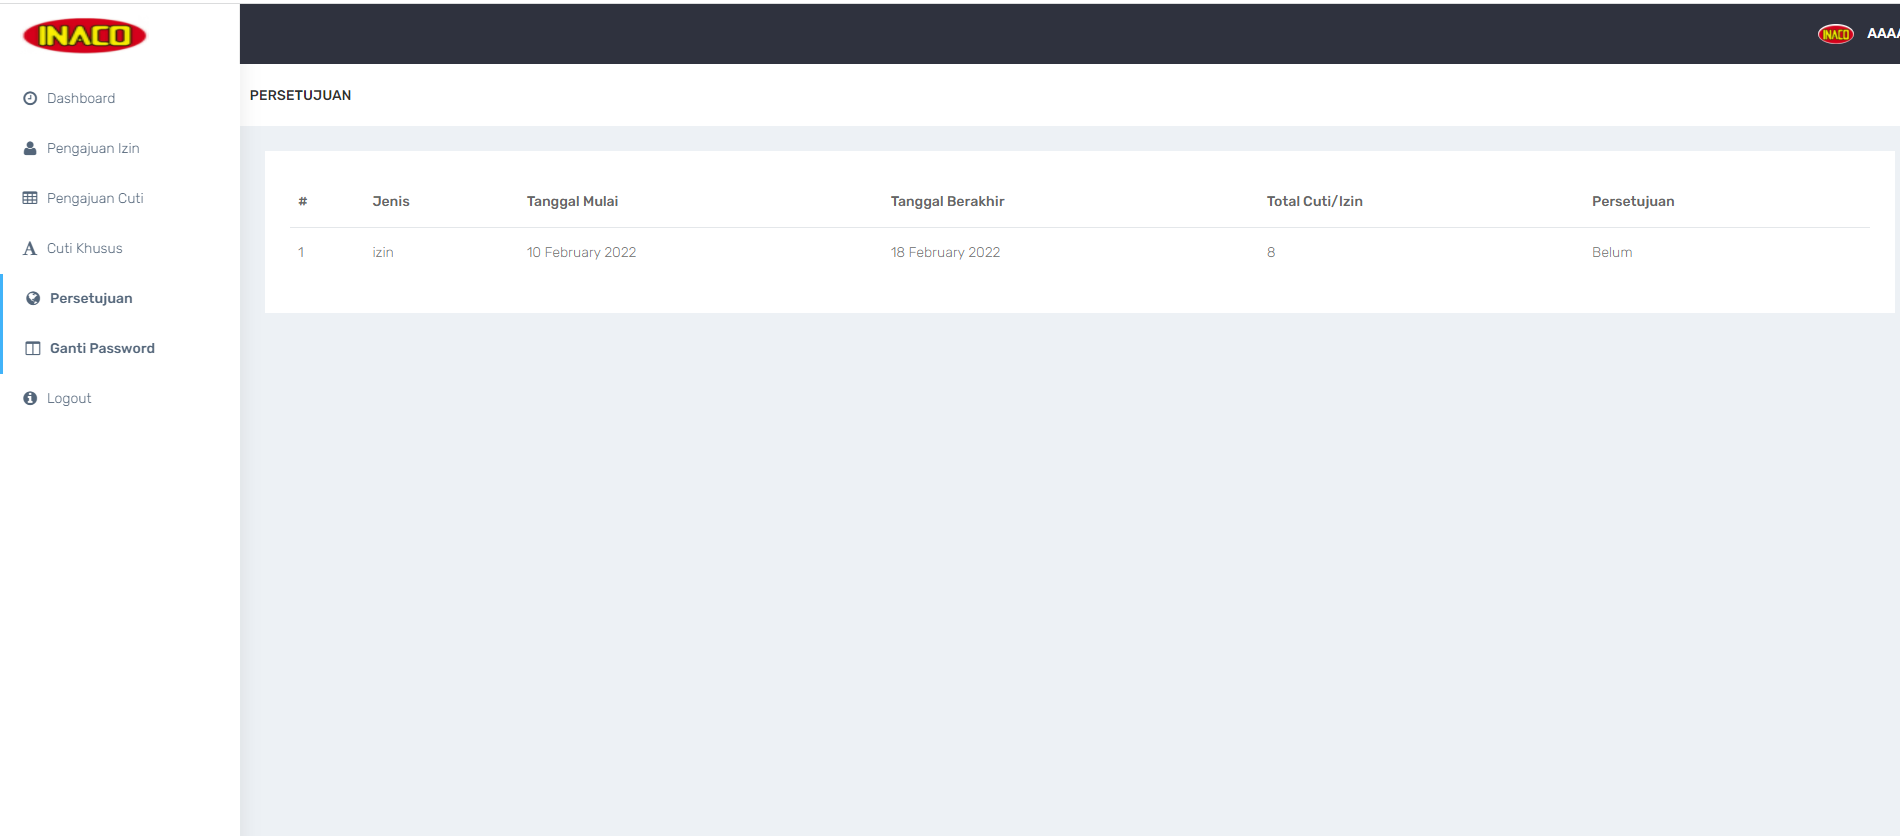 INACO
INACO AAAA
Dashboard
Pengajuan Izin
Pengajuan Cuti
Cuti Khusus
Persetujuan
Ganti Password
Logout
PERSETUJUAN
# Jenis Tanggal Mulai Tanggal Berakhir Total Cuti/Izin Persetujuan
1 izin 10 February 2022 18 February 2022 8 Belum